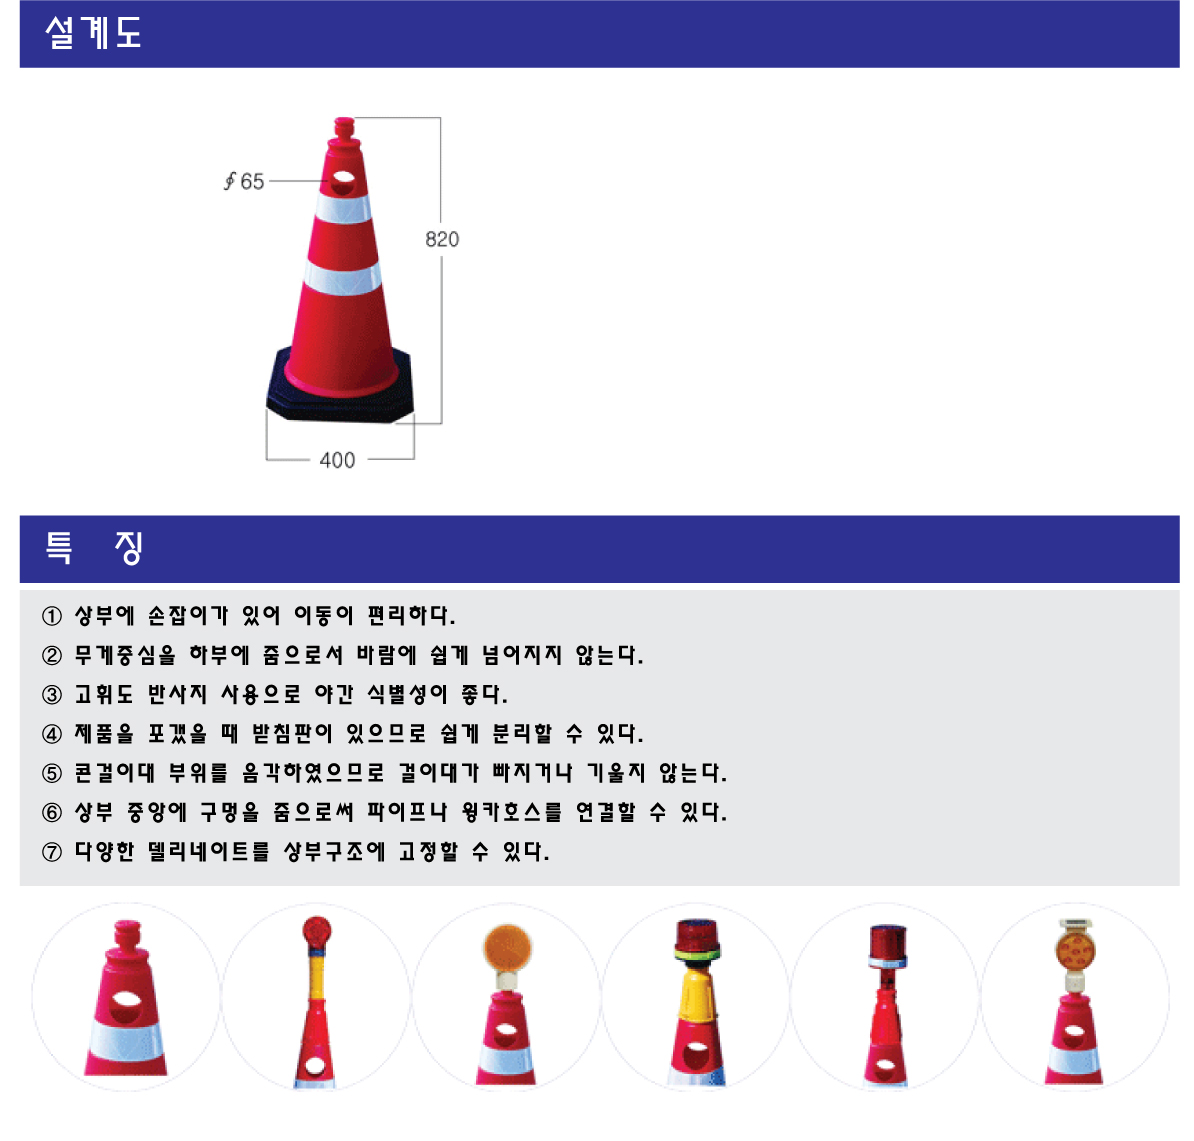 설계도
∮65
820
400
특 징
① 상부에 손잡이가 있어 이동이 편리하다.
② 무게중심을 하부에 줌으로서 바람에 쉽게 넘어지지 않는다.
③ 고휘도 반사지 사용으로 야간 식별성이 좋다.
④ 제품을 포갰을 때 받침판이 있으므로 쉽게 분리할 수 있다.
⑤ 콘걸이대 부위를 음각하였으므로 걸이대가 빠지거나 기울지 않는다.
⑥ 상부 중앙에 구멍을 줌으로써 파이프나 윙카호스를 연결할 수 있다.
⑦ 다양한 델리네이트를 상부구조에 고정할 수 있다.